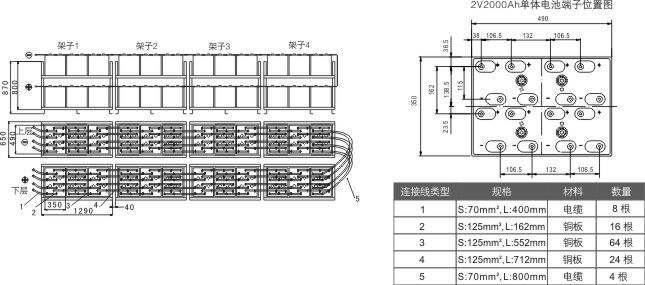 2V2000Ah单体电池端子位置图
490
38 106.5 132 106.5
36.5
350
162
138.5
115
23.5
106.5 132 106.5
架子1 架子2 架子3 架子4
870
800
L L L L
650
490
上层
下层
350
1290
40
1 2 3 4 5
连接线类型 规格 材料 数量
1 S:70mm²,L:400mm 电缆 8 根
2 S:125mm²,L:162mm 铜板 16 根
3 S:125mm²,L:552mm 铜板 64 根
4 S:125mm²,L:712mm 铜板 24 根
5 S:70mm²,L:800mm 电缆 4 根